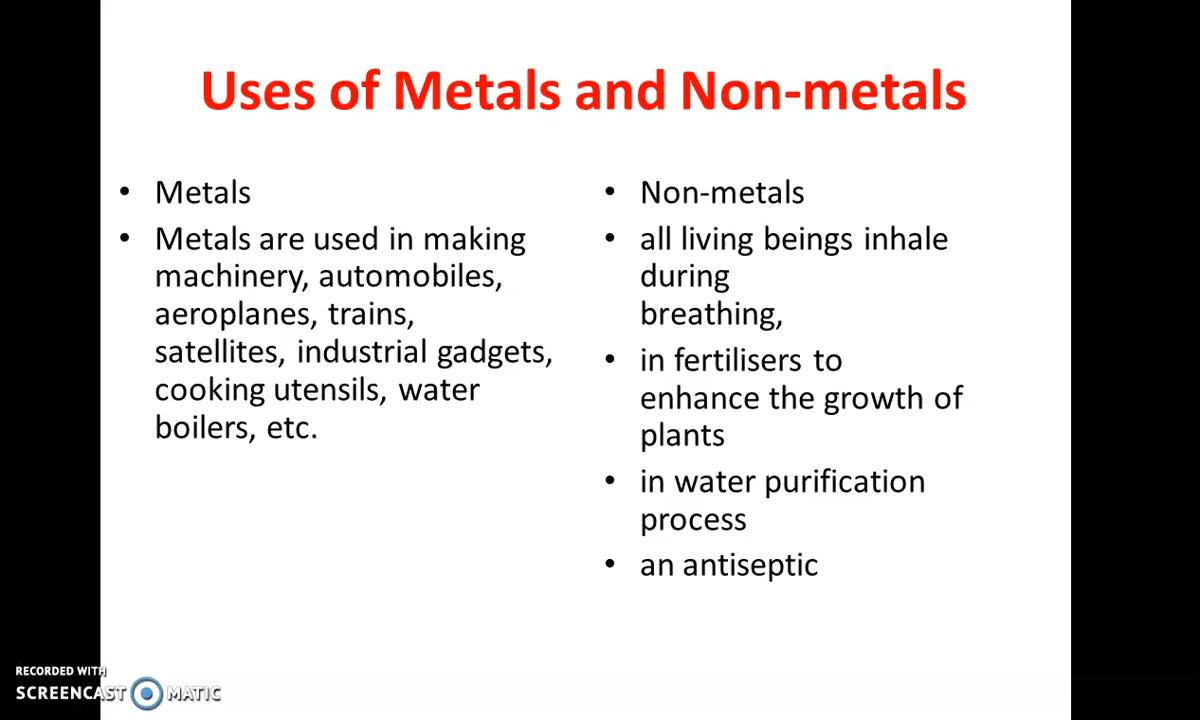 Uses of Metals and Non-metals
• Metals
• Metals are used in making
machinery, automobiles,
aeroplanes, trains,
satellites, industrial gadgets,
cooking utensils, water
boilers, etc.
• Non-metals
• all living beings inhale
during
breathing,
• in fertilisers to
enhance the growth of
plants
• in water purification
process
• an antiseptic
RECORDED WITH
SCREENCAST MATIC